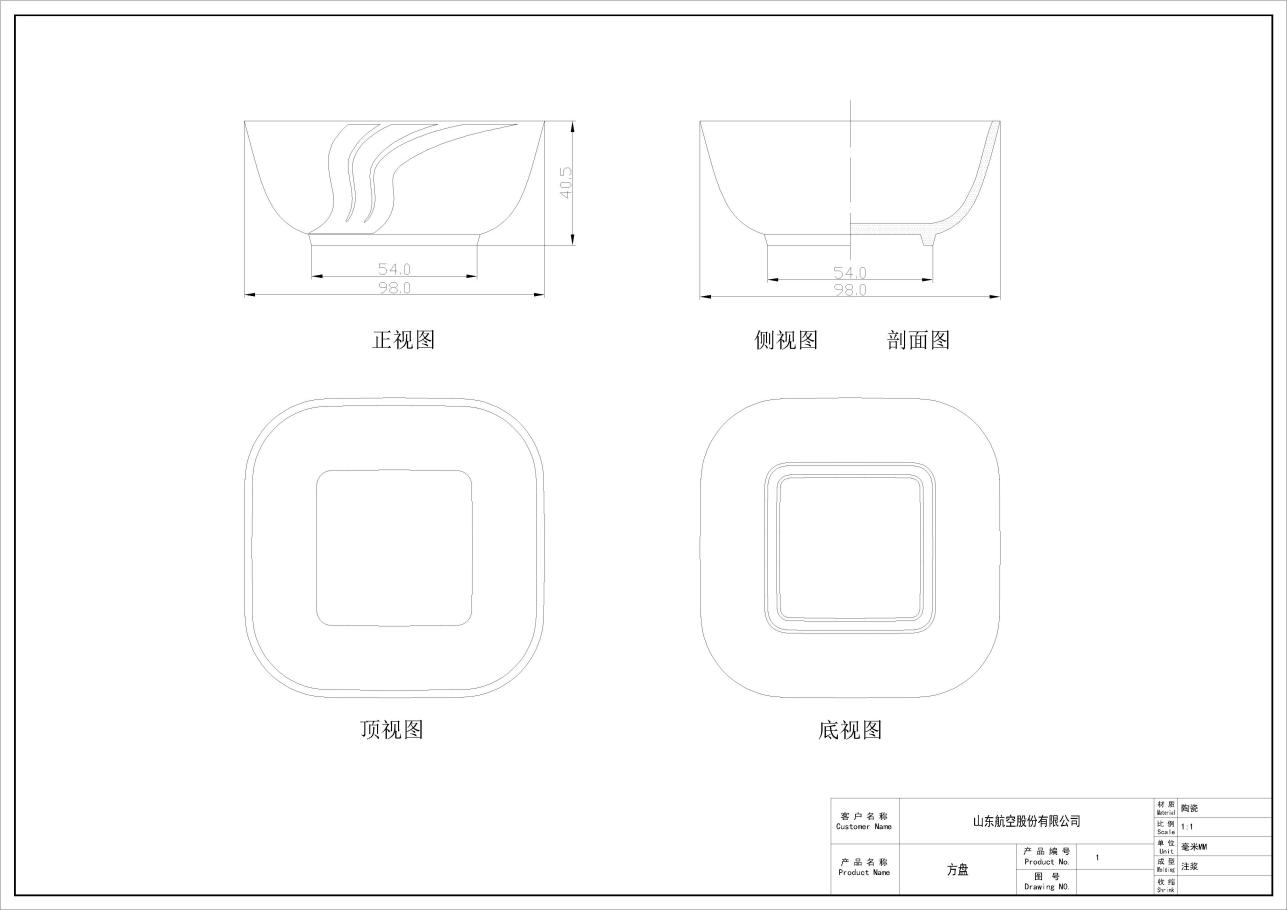 40.5
54.0
98.0
54.0
98.0
正视图
侧视图
剖面图
顶视图
底视图
客户名称
Customer Name
山东航空股份有限公司
材质
Material
陶瓷
比例
Scale
1:1
产品名称
Product Name
方盘
产品编号
Product No.
1
图号
Drawing NO.
单位
Unit
毫米MM
成型
Molding
注浆
收缩
Shrink